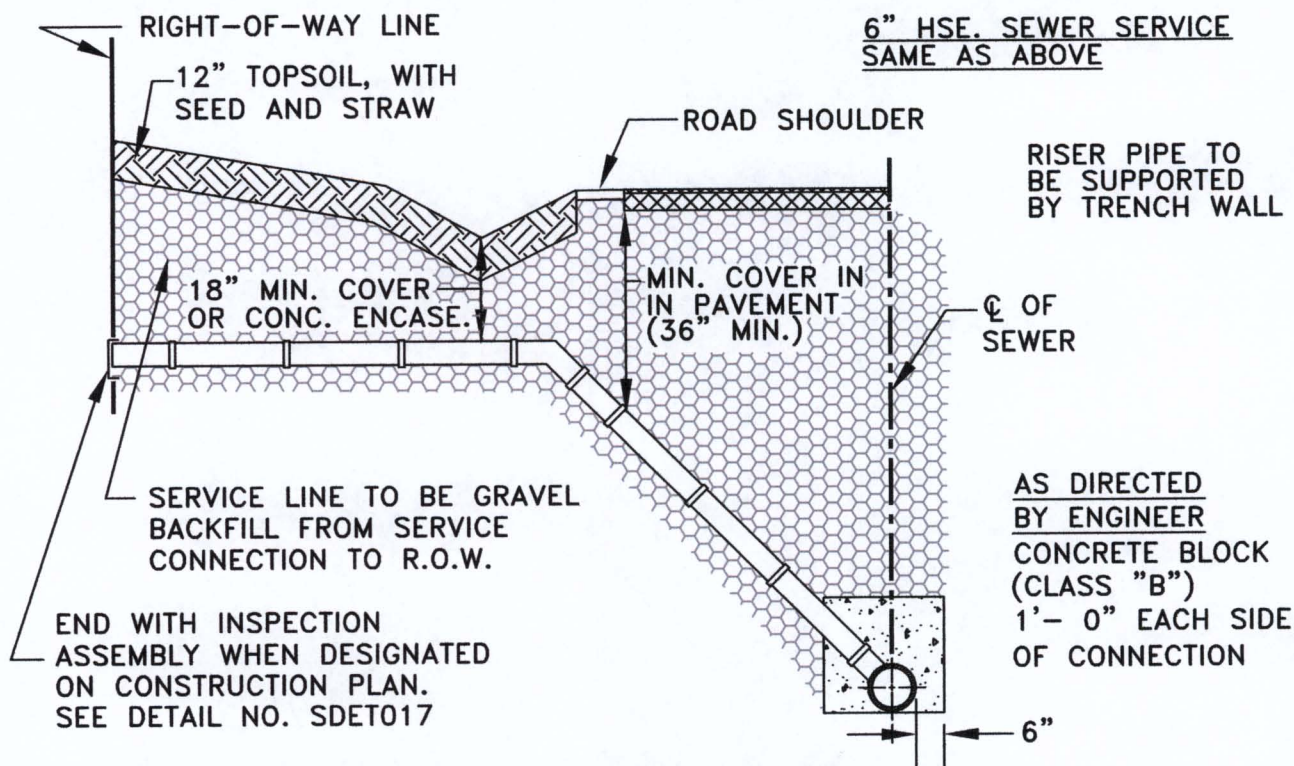 RIGHT-OF-WAY LINE
6" HSE. SEWER SERVICE
SAME AS ABOVE
12" TOPSOIL, WITH
SEED AND STRAW
ROAD SHOULDER
RISER PIPE TO
BE SUPPORTED
BY TRENCH WALL
18" MIN. COVER
OR CONC. ENCASE.
MIN. COVER IN
IN PAVEMENT
(36" MIN.)
℄ OF
SEWER
SERVICE LINE TO BE GRAVEL
BACKFILL FROM SERVICE
CONNECTION TO R.O.W.
AS DIRECTED
BY ENGINEER
CONCRETE BLOCK
(CLASS "B")
1'- 0" EACH SIDE
OF CONNECTION
END WITH INSPECTION
ASSEMBLY WHEN DESIGNATED
ON CONSTRUCTION PLAN.
SEE DETAIL NO. SDET017
6"